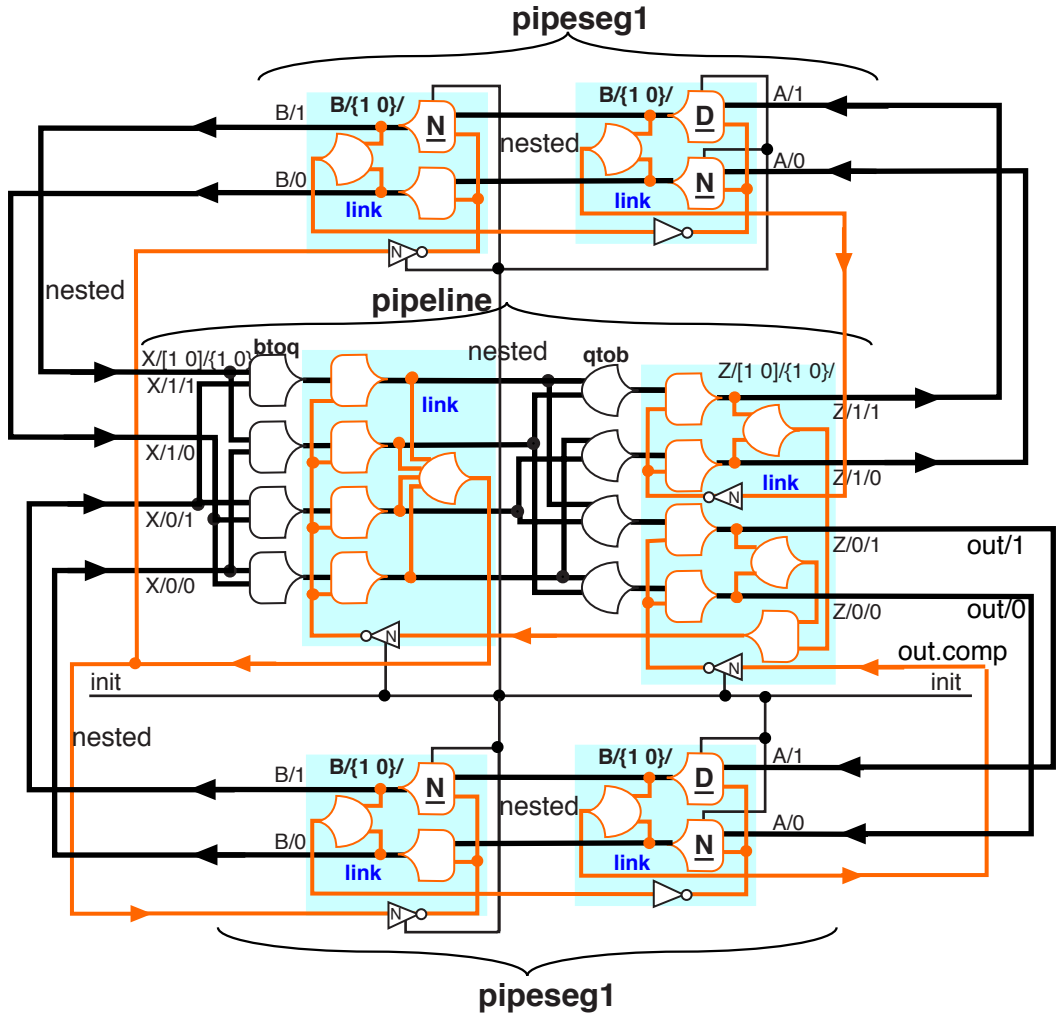 pipeseg1
B/1 B/{1 0}/ N B/{1 0}/ D A/1
nested
N A/0
B/0
link link
N
nested
pipeline
X/[1 0]/{1 0} btoq nested qtob Z/[1 0]/{1 0}/
X/1/1 link Z/1/1
X/1/0 link Z/1/0
N
X/0/1 Z/0/1 out/1
X/0/0 Z/0/0 out/0
N N out.comp
init init
nested
B/1 B/{1 0}/ N B/{1 0}/ D A/1
nested
N A/0
B/0
link link
N
pipeseg1